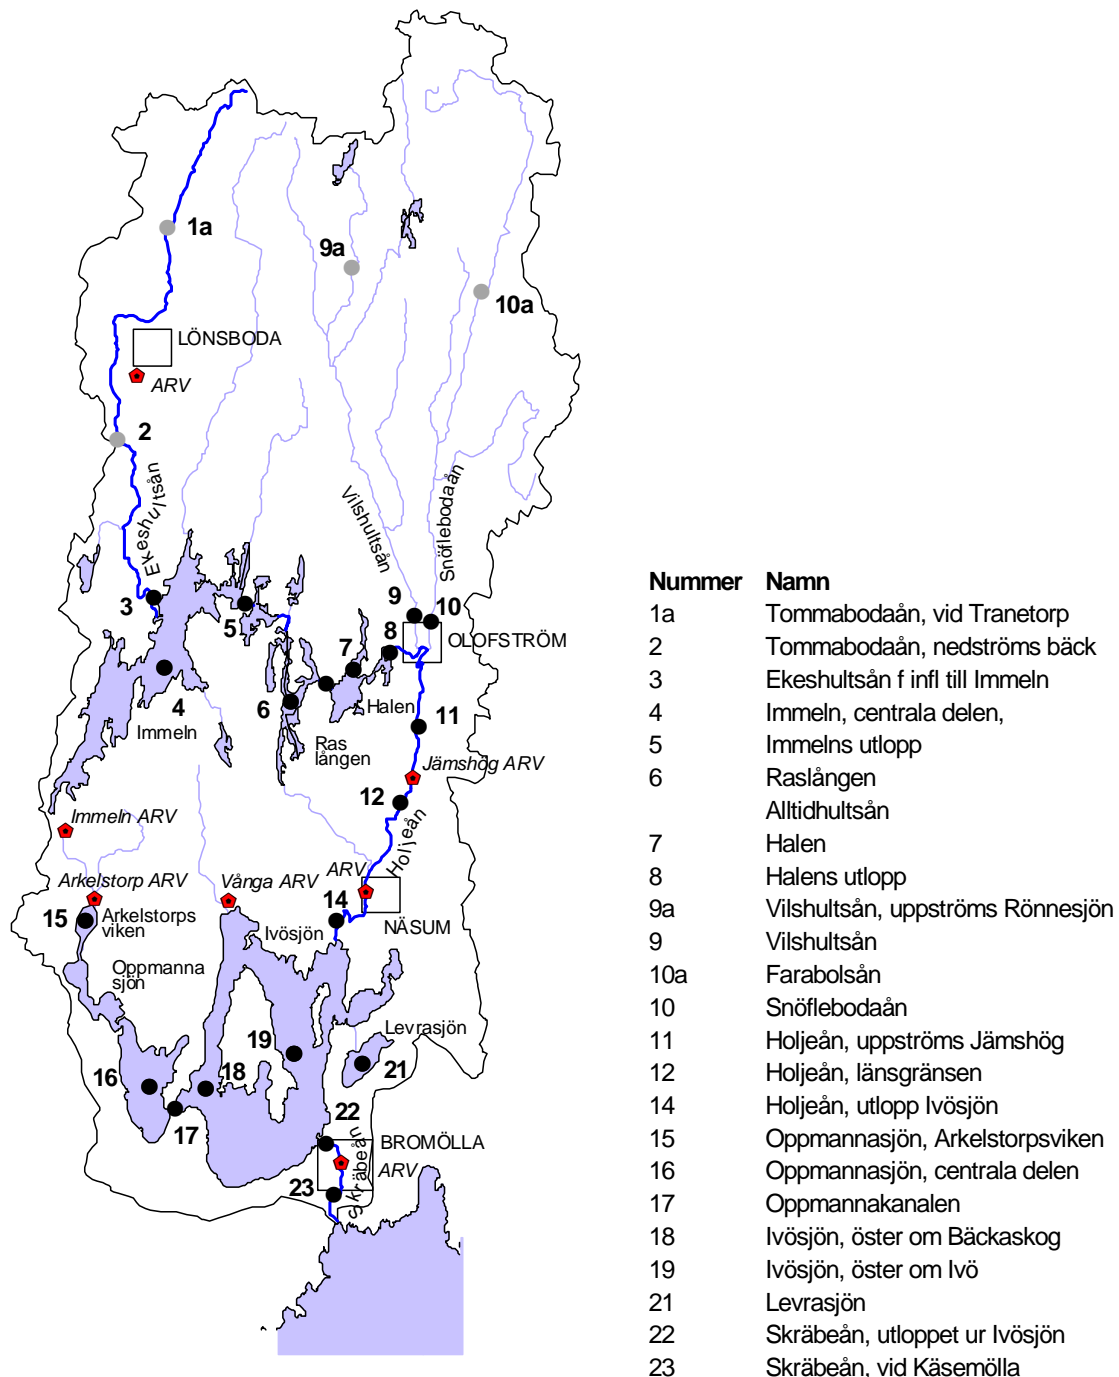 1a
9a
10a
LÖNSBODA
ARV
2
Ekeshultsån
Vilshultsån
Snöflebodaån
3
5
9
10
OLOFSTRÖM
8
7
4
6
Halen
Immeln
11
Ras
lången
Jämshög ARV
12
Immeln ARV
Holjeån
Arkelstorp ARV
Vånga ARV
ARV
14
15
Arkelstorps
viken
Ivösjön
NÄSUM
Oppmanna
sjön
Levrasjön
19
21
16
18
17
22
BROMÖLLA
ARV
Skräbeån
23
Nummer Namn
1a Tommabodaån, vid Tranetorp
2 Tommabodaån, nedströms bäck
3 Ekeshultsån f infl till Immeln
4 Immeln, centrala delen,
5 Immelns utlopp
6 Raslången
Alltidhultsån
7 Halen
8 Halens utlopp
9a Vilshultsån, uppströms Rönnesjön
9 Vilshultsån
10a Farabolsån
10 Snöflebodaån
11 Holjeån, uppströms Jämshög
12 Holjeån, länsgränsen
14 Holjeån, utlopp Ivösjön
15 Oppmannasjön, Arkelstorpsviken
16 Oppmannasjön, centrala delen
17 Oppmannakanalen
18 Ivösjön, öster om Bäckaskog
19 Ivösjön, öster om Ivö
21 Levrasjön
22 Skräbeån, utloppet ur Ivösjön
23 Skräbeån, vid Käsemölla